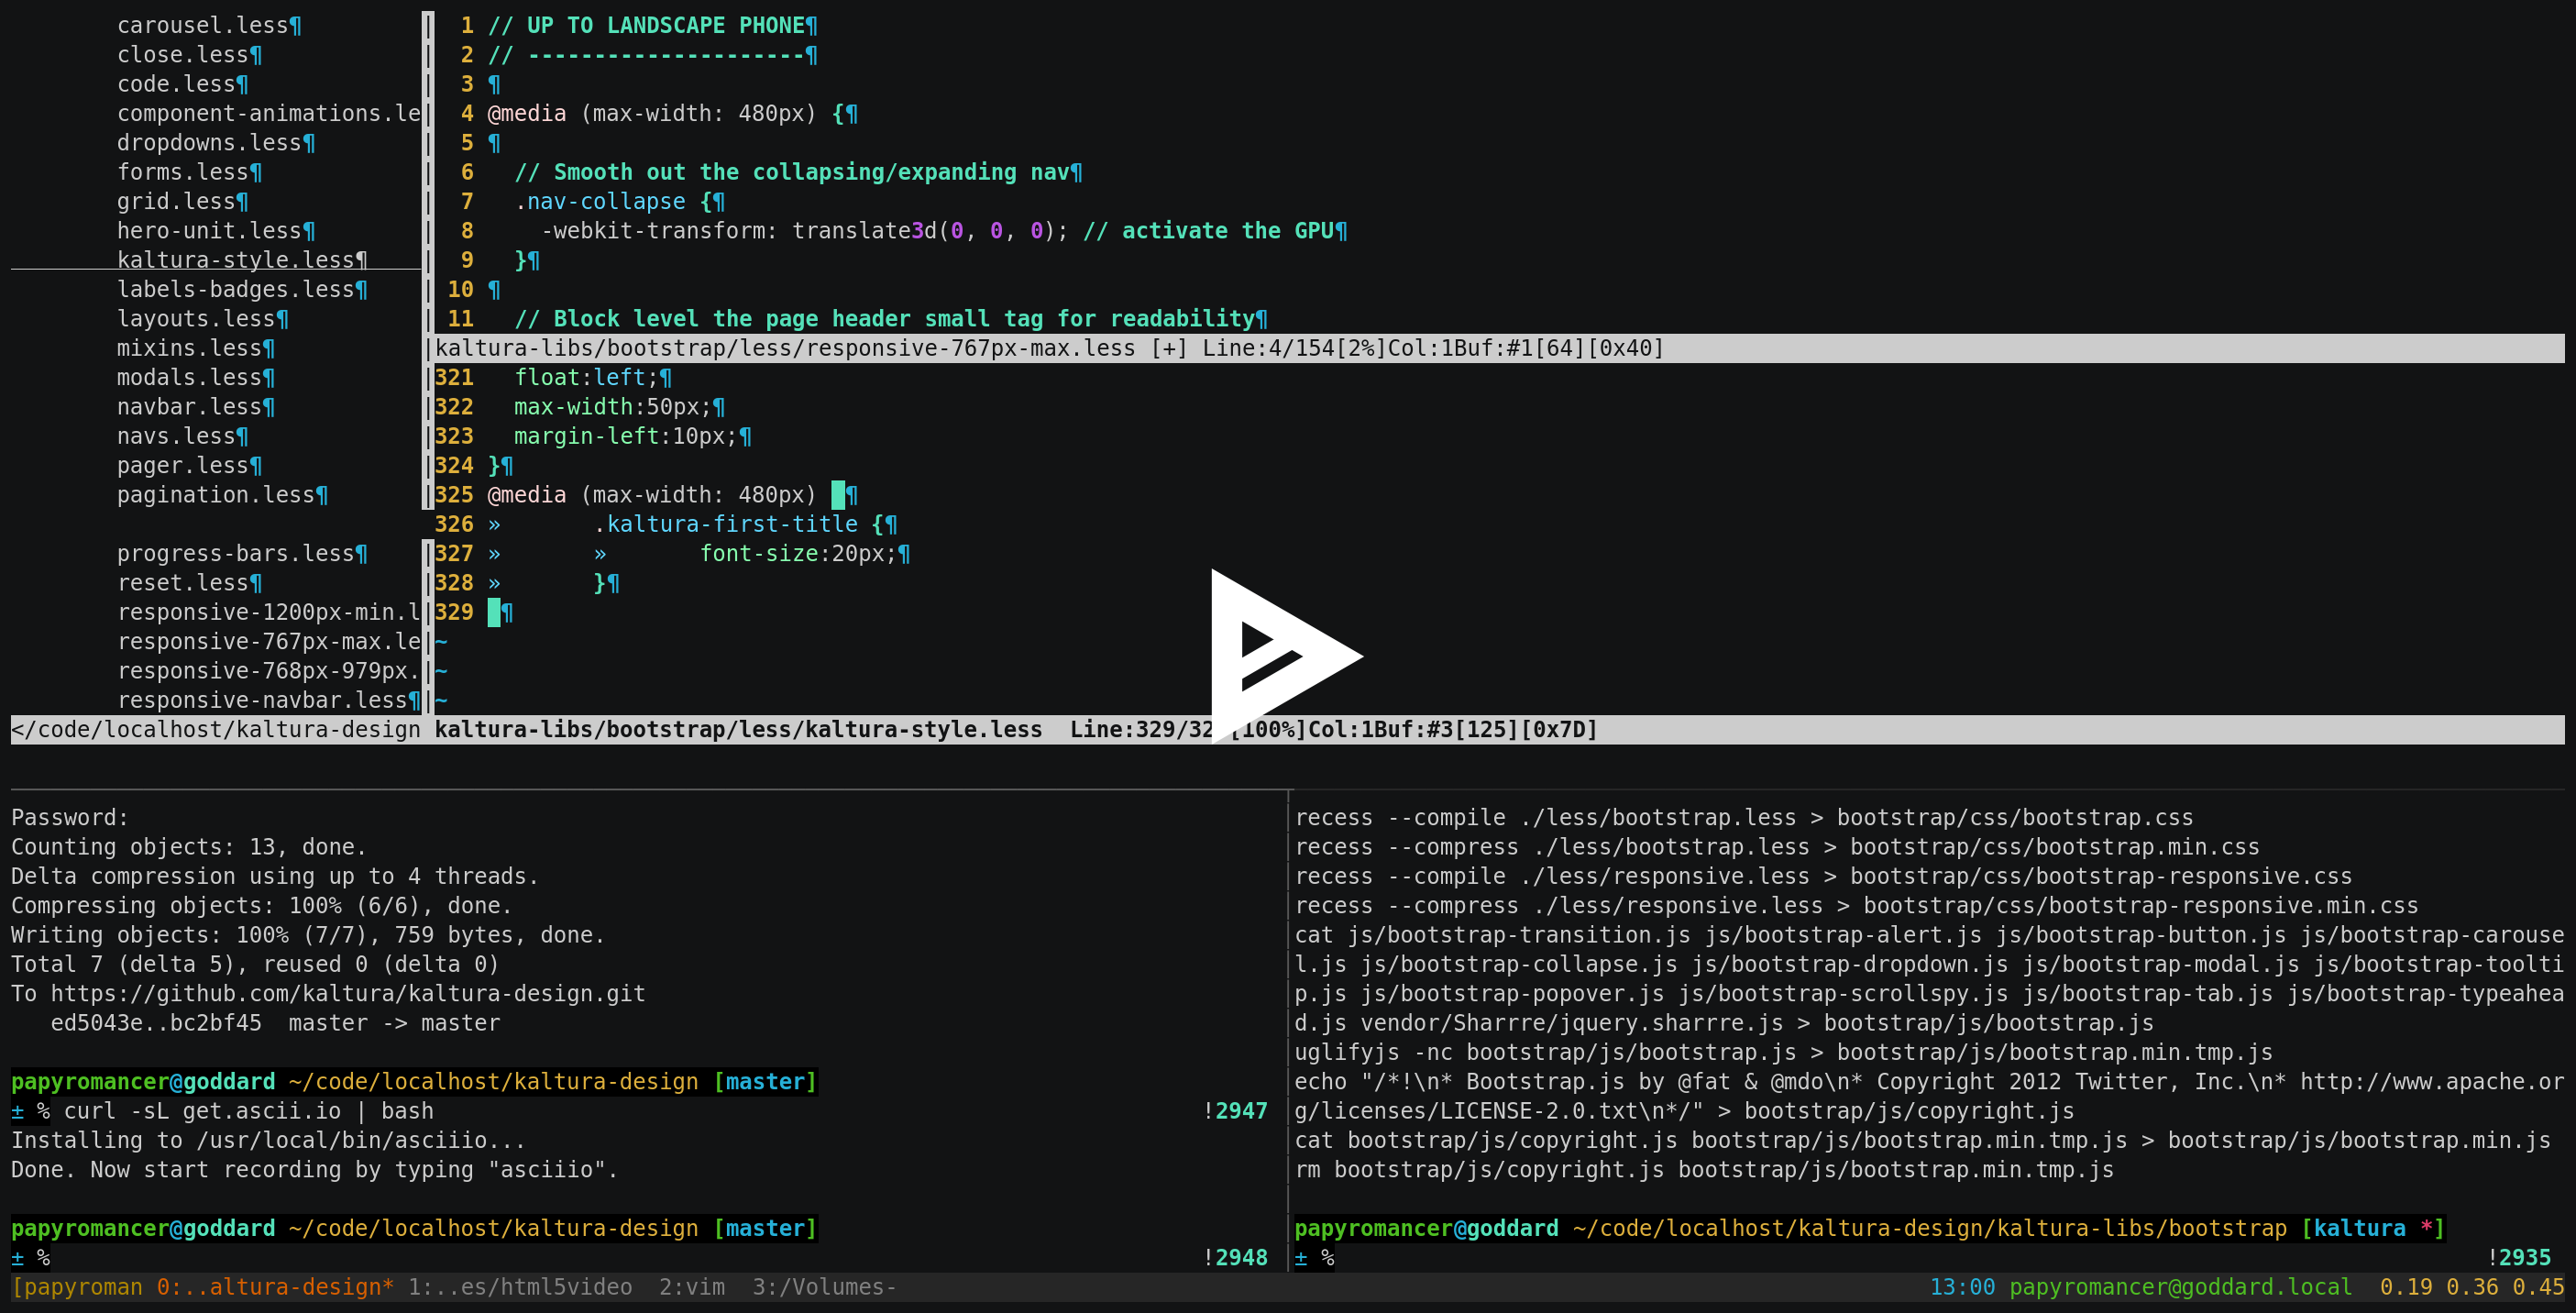 carousel.less¶
close.less¶
code.less¶
component-animations.le
dropdowns.less¶
forms.less¶
grid.less¶
hero-unit.less¶
kaltura-style.less¶
labels-badges.less¶
layouts.less¶
mixins.less¶
modals.less¶
navbar.less¶
navs.less¶
pager.less¶
pagination.less¶
progress-bars.less¶
reset.less¶
responsive-1200px-min.l
responsive-767px-max.le
responsive-768px-979px.
responsive-navbar.less¶
1 // UP TO LANDSCAPE PHONE¶
2 // ---------------------¶
3 ¶
4 @media (max-width: 480px) {¶
5 ¶
6   // Smooth out the collapsing/expanding nav¶
7   .nav-collapse {¶
8     -webkit-transform: translate3d(0, 0, 0); // activate the GPU¶
9   }¶
10 ¶
11   // Block level the page header small tag for readability¶
kaltura-libs/bootstrap/less/responsive-767px-max.less [+] Line:4/154[2%]Col:1Buf:#1[64][0x40]
321   float:left;¶
322   max-width:50px;¶
323   margin-left:10px;¶
324 }¶
325 @media (max-width: 480px) ¶
326 »       .kaltura-first-title {¶
327 »       »       font-size:20px;¶
328 »       }¶
329 ¶
~
~
~
</code/localhost/kaltura-design kaltura-libs/bootstrap/less/kaltura-style.less  Line:329/32 [100%]Col:1Buf:#3[125][0x7D]
Password:
Counting objects: 13, done.
Delta compression using up to 4 threads.
Compressing objects: 100% (6/6), done.
Writing objects: 100% (7/7), 759 bytes, done.
Total 7 (delta 5), reused 0 (delta 0)
To https://github.com/kaltura/kaltura-design.git
   ed5043e..bc2bf45  master -> master
papyromancer@goddard ~/code/localhost/kaltura-design [master]
± % curl -sL get.ascii.io | bash !2947
Installing to /usr/local/bin/asciiio...
Done. Now start recording by typing "asciiio".
papyromancer@goddard ~/code/localhost/kaltura-design [master]
± % !2948
recess --compile ./less/bootstrap.less > bootstrap/css/bootstrap.css
recess --compress ./less/bootstrap.less > bootstrap/css/bootstrap.min.css
recess --compile ./less/responsive.less > bootstrap/css/bootstrap-responsive.css
recess --compress ./less/responsive.less > bootstrap/css/bootstrap-responsive.min.css
cat js/bootstrap-transition.js js/bootstrap-alert.js js/bootstrap-button.js js/bootstrap-carouse
l.js js/bootstrap-collapse.js js/bootstrap-dropdown.js js/bootstrap-modal.js js/bootstrap-toolti
p.js js/bootstrap-popover.js js/bootstrap-scrollspy.js js/bootstrap-tab.js js/bootstrap-typeahea
d.js vendor/Sharrre/jquery.sharrre.js > bootstrap/js/bootstrap.js
uglifyjs -nc bootstrap/js/bootstrap.js > bootstrap/js/bootstrap.min.tmp.js
echo "/*!\n* Bootstrap.js by @fat & @mdo\n* Copyright 2012 Twitter, Inc.\n* http://www.apache.or
g/licenses/LICENSE-2.0.txt\n*/" > bootstrap/js/copyright.js
cat bootstrap/js/copyright.js bootstrap/js/bootstrap.min.tmp.js > bootstrap/js/bootstrap.min.js
rm bootstrap/js/copyright.js bootstrap/js/bootstrap.min.tmp.js
papyromancer@goddard ~/code/localhost/kaltura-design/kaltura-libs/bootstrap [kaltura *]
± % !2935
[papyroman 0:..altura-design* 1:..es/html5video  2:vim  3:/Volumes- 13:00 papyromancer@goddard.local  0.19 0.36 0.45